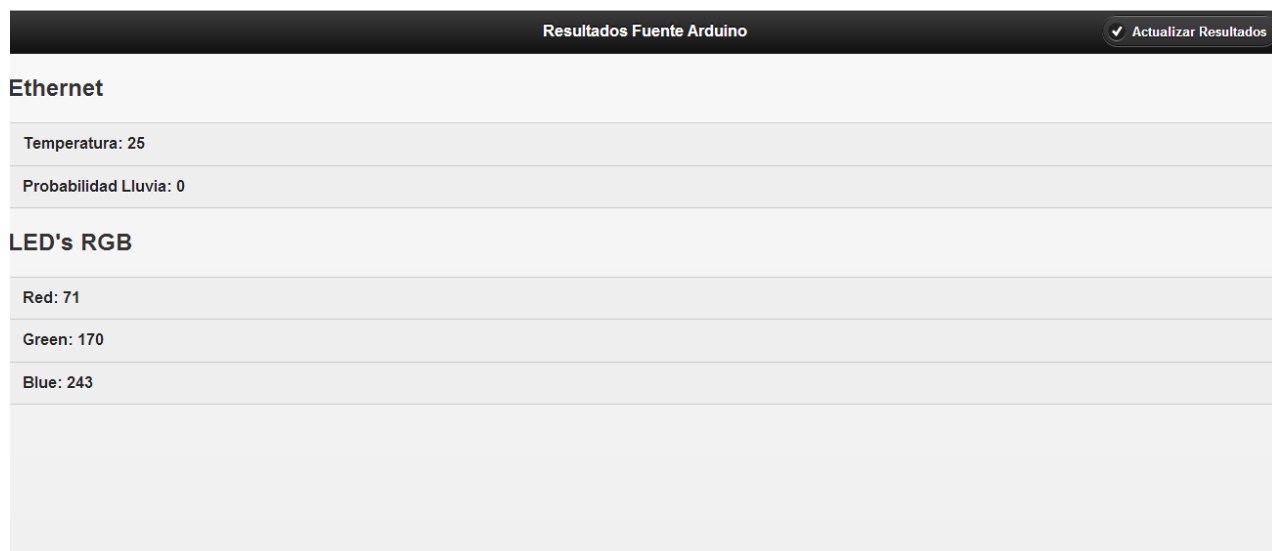 Resultados Fuente Arduino
Actualizar Resultados
Ethernet
Temperatura: 25
Probabilidad Lluvia: 0
LED's RGB
Red: 71
Green: 170
Blue: 243